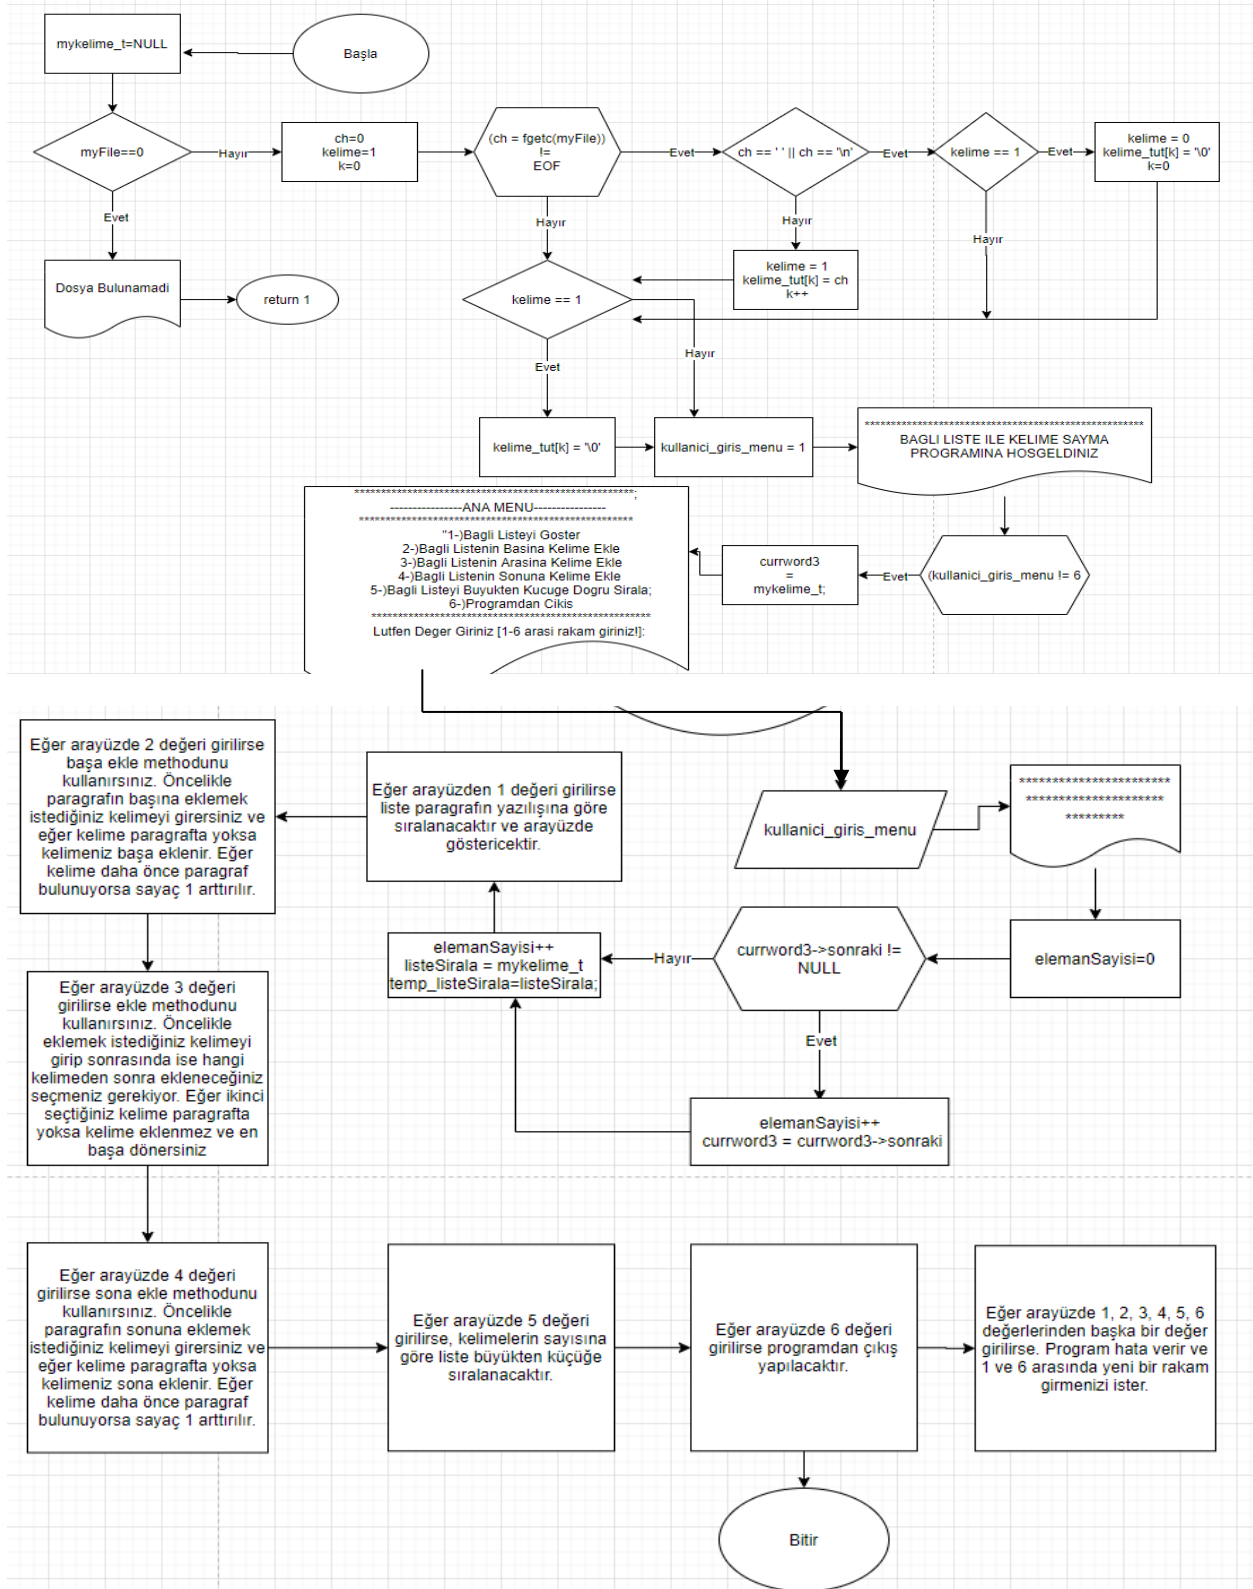 Başla
mykelime_t=NULL
myFile==0
Hayır
Evet
Dosya Bulunamadi
return 1
ch=0
kelime=1
k=0
(ch = fgetc(myFile))
!=
EOF
Evet
Hayır
ch == ' ' || ch == '\n'
Evet
Hayır
kelime == 1
Evet
Hayır
kelime = 0
kelime_tut[k] = '\0'
k=0
kelime = 1
kelime_tut[k] = ch
k++
kelime == 1
Evet
Hayır
kelime_tut[k] = '\0'
kullanici_giris_menu = 1
*****************************************************
BAGLI LISTE ILE KELIME SAYMA
PROGRAMINA HOSGELDINIZ
(kullanici_giris_menu != 6
Evet
currword3
=
mykelime_t;
*****************************************************;
----------------ANA MENU----------------
****************************************************
"1-)Bagli Listeyi Goster
2-)Bagli Listenin Basina Kelime Ekle
3-)Bagli Listenin Arasina Kelime Ekle
4-)Bagli Listenin Sonuna Kelime Ekle
5-)Bagli Listeyi Buyukten Kucuge Dogru Sirala;
6-)Programdan Cikis
*****************************************************
Lutfen Deger Giriniz [1-6 arasi rakam giriniz!]:
kullanici_giris_menu
***********************
*********************
*********
elemanSayisi=0
currword3->sonraki !=
NULL
Hayır
Evet
elemanSayisi++
currword3 = currword3->sonraki
elemanSayisi++
listeSirala = mykelime_t
temp_listeSirala=listeSirala;
Eğer arayüzden 1 değeri girilirse
liste paragrafın yazılışına göre
sıralanacaktır ve arayüzde
göstericektir.
Eğer arayüzde 2 değeri girilirse
başa ekle methodunu
kullanırsınız. Öncelikle
paragrafın başına eklemek
istediğiniz kelimeyi girersiniz ve
eğer kelime paragrafta yoksa
kelimeniz başa eklenir. Eğer
kelime daha önce paragraf
bulunuyorsa sayaç 1 arttırılır.
Eğer arayüzde 3 değeri
girilirse ekle methodunu
kullanırsınız. Öncelikle
eklemek istediğiniz kelimeyi
girip sonrasında ise hangi
kelimeden sonra ekleneceğiniz
seçmeniz gerekiyor. Eğer ikinci
seçtiğiniz kelime paragrafta
yoksa kelime eklenmez ve en
başa dönersiniz
Eğer arayüzde 4 değeri
girilirse sona ekle methodunu
kullanırsınız. Öncelikle
paragrafın sonuna eklemek
istediğiniz kelimeyi girersiniz ve
eğer kelime paragrafta yoksa
kelimeniz sona eklenir. Eğer
kelime daha önce paragraf
bulunuyorsa sayaç 1 arttırılır.
Eğer arayüzde 5 değeri
girilirse, kelimelerin sayısına
göre liste büyükten küçüğe
sıralanacaktır.
Eğer arayüzde 6 değeri
girilirse programdan çıkış
yapılacaktır.
Eğer arayüzde 1, 2, 3, 4, 5, 6
değerlerinden başka bir değer
girilirse. Program hata verir ve
1 ve 6 arasında yeni bir rakam
girmenizi ister.
Bitir